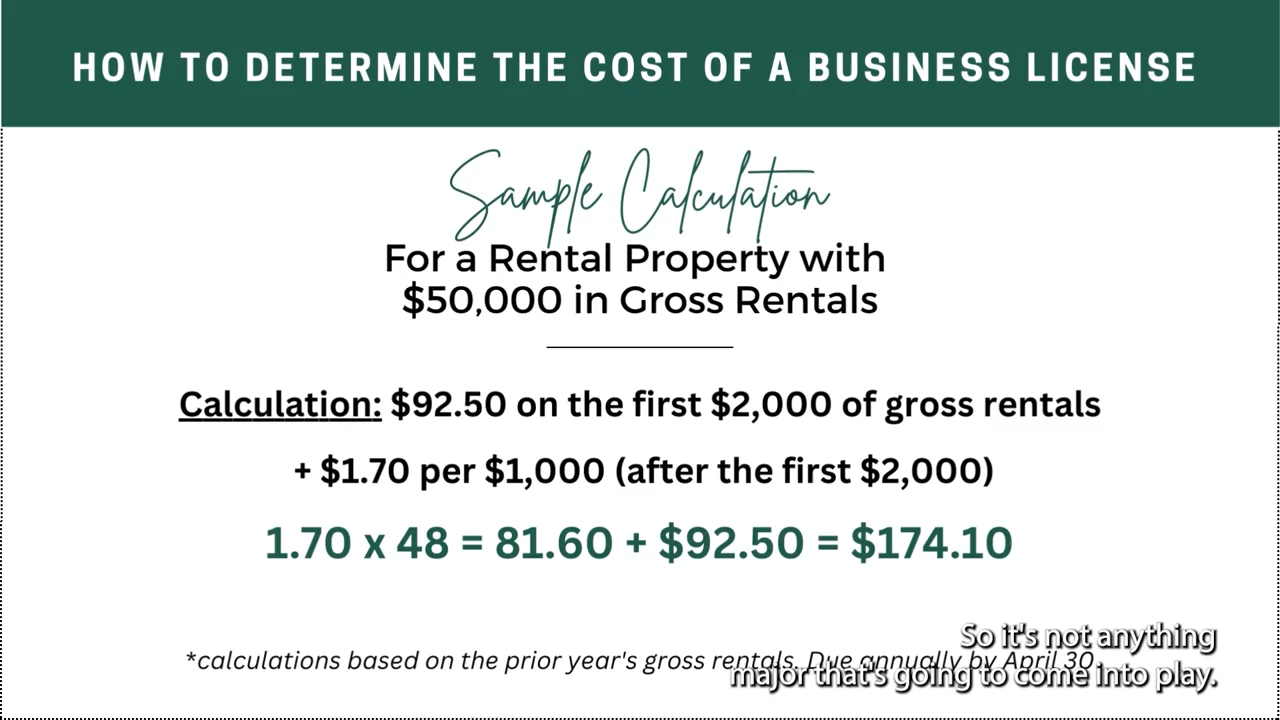 HOW TO DETERMINE THE COST OF A BUSINESS LICENSE
Sample Calculation
For a Rental Property with
$50,000 in Gross Rentals
Calculation: $92.50 on the first $2,000 of gross rentals
+ $1.70 per $1,000 (after the first $2,000)
1.70 x 48 = 81.60 + $92.50 = $174.10
*calculations based on the prior year's gross rentals. Due annually by April 30.
So it's not anything
major that's going to come into play.